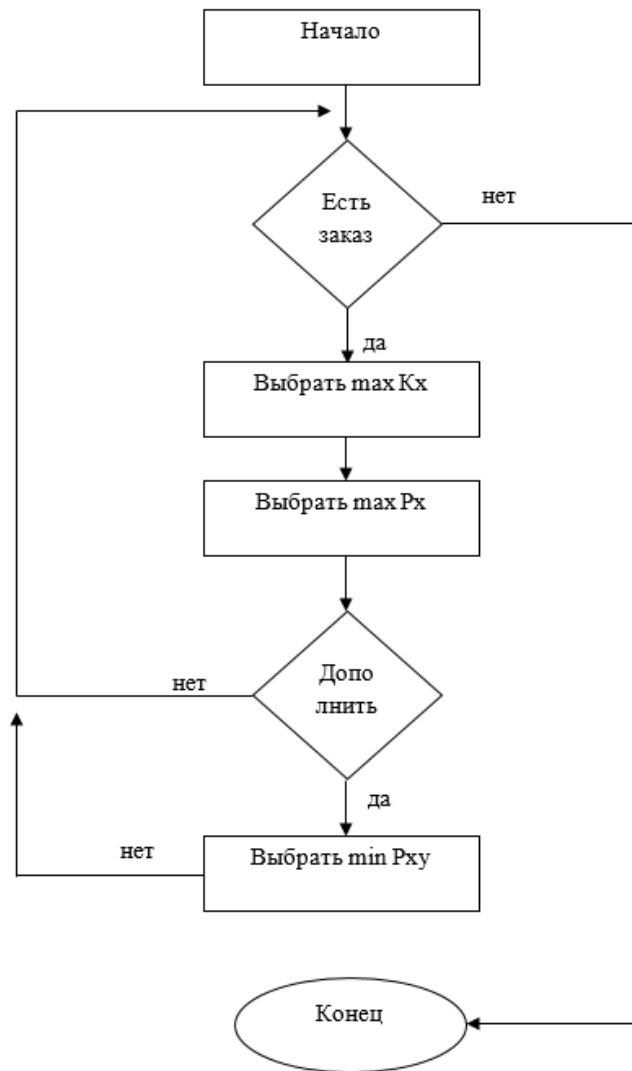 Начало
Есть
заказ
нет
да
Выбрать max Кх
Выбрать max Рх
Допо
лнить
нет
да
нет
Выбрать min Рху
Конец